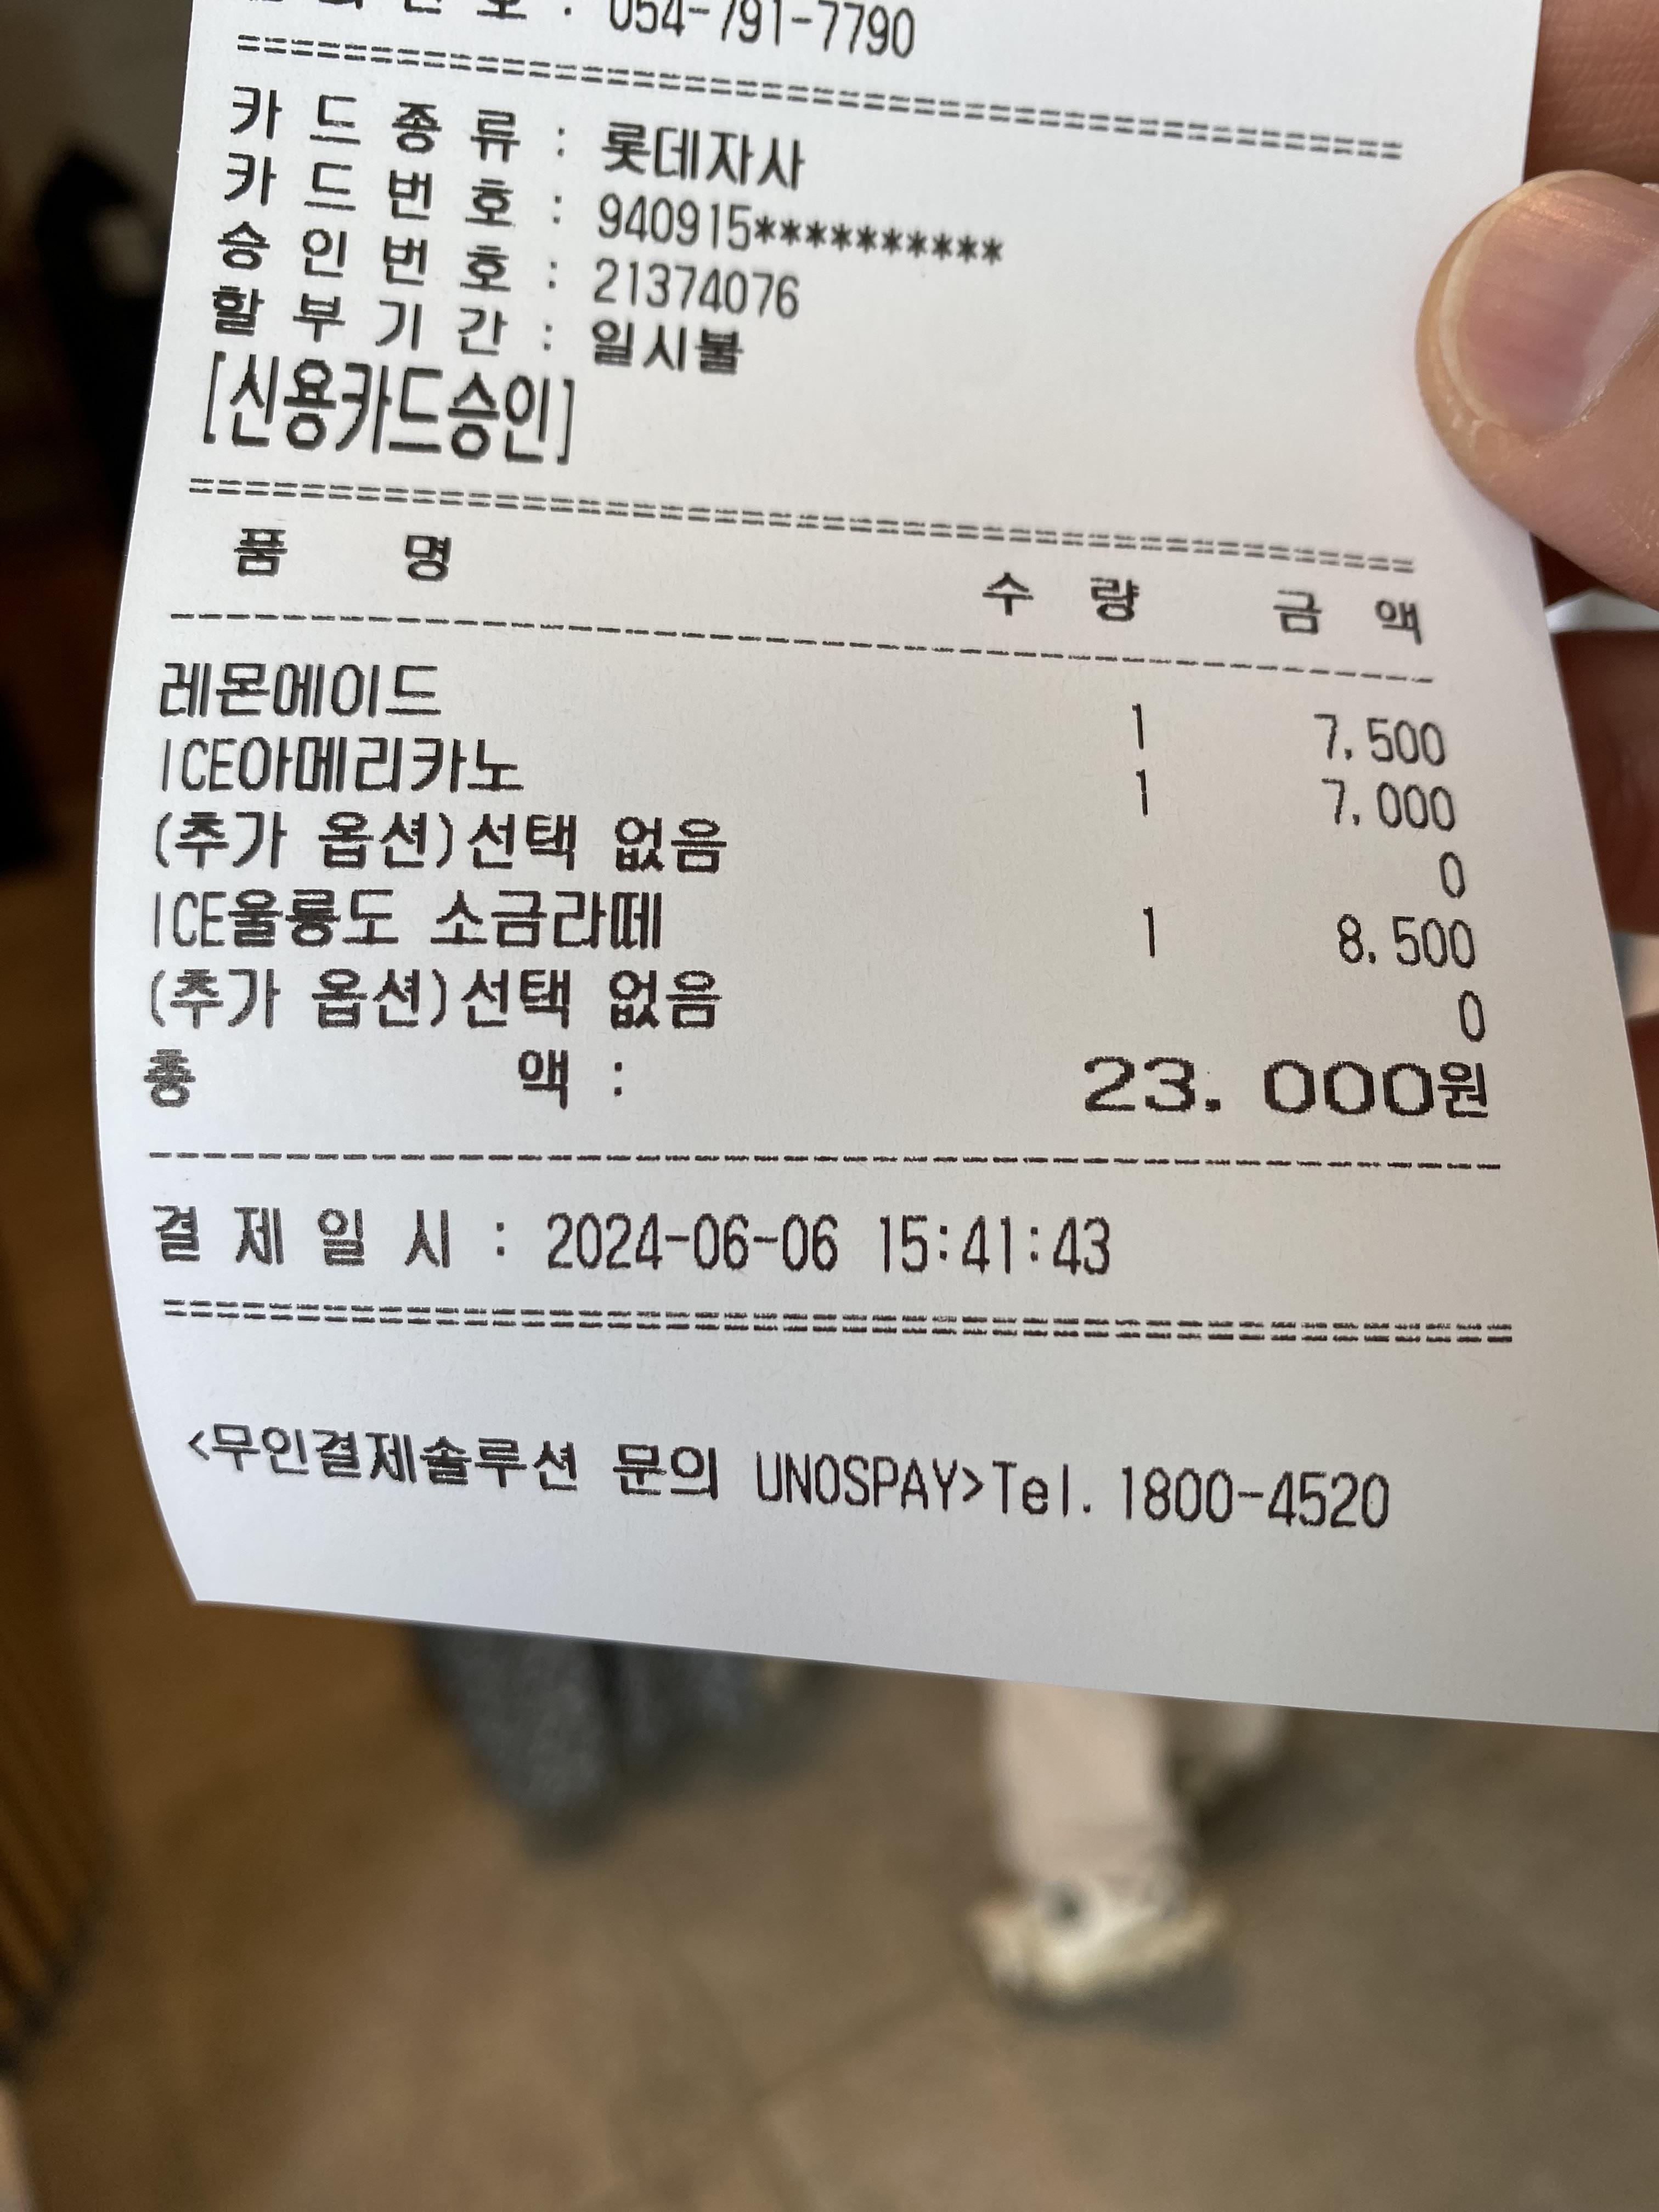 054-791-7790
카드종류 : 롯데자사
카드번호 : 940915**********
승인번호 : 21374076
할부기간 : 일시불
[신용카드승인]
품 명 수 량 금 액
레몬에이드 1 7,500
ICE아메리카노 1 7,000
(추가 옵션)선택 없음 0
ICE울릉도 소금라떼 1 8,500
(추가 옵션)선택 없음 0
총 액 : 23,000원
결 제 일 시 : 2024-06-06 15:41:43
<무인결제솔루션 문의 UNOSPAY>Tel. 1800-4520